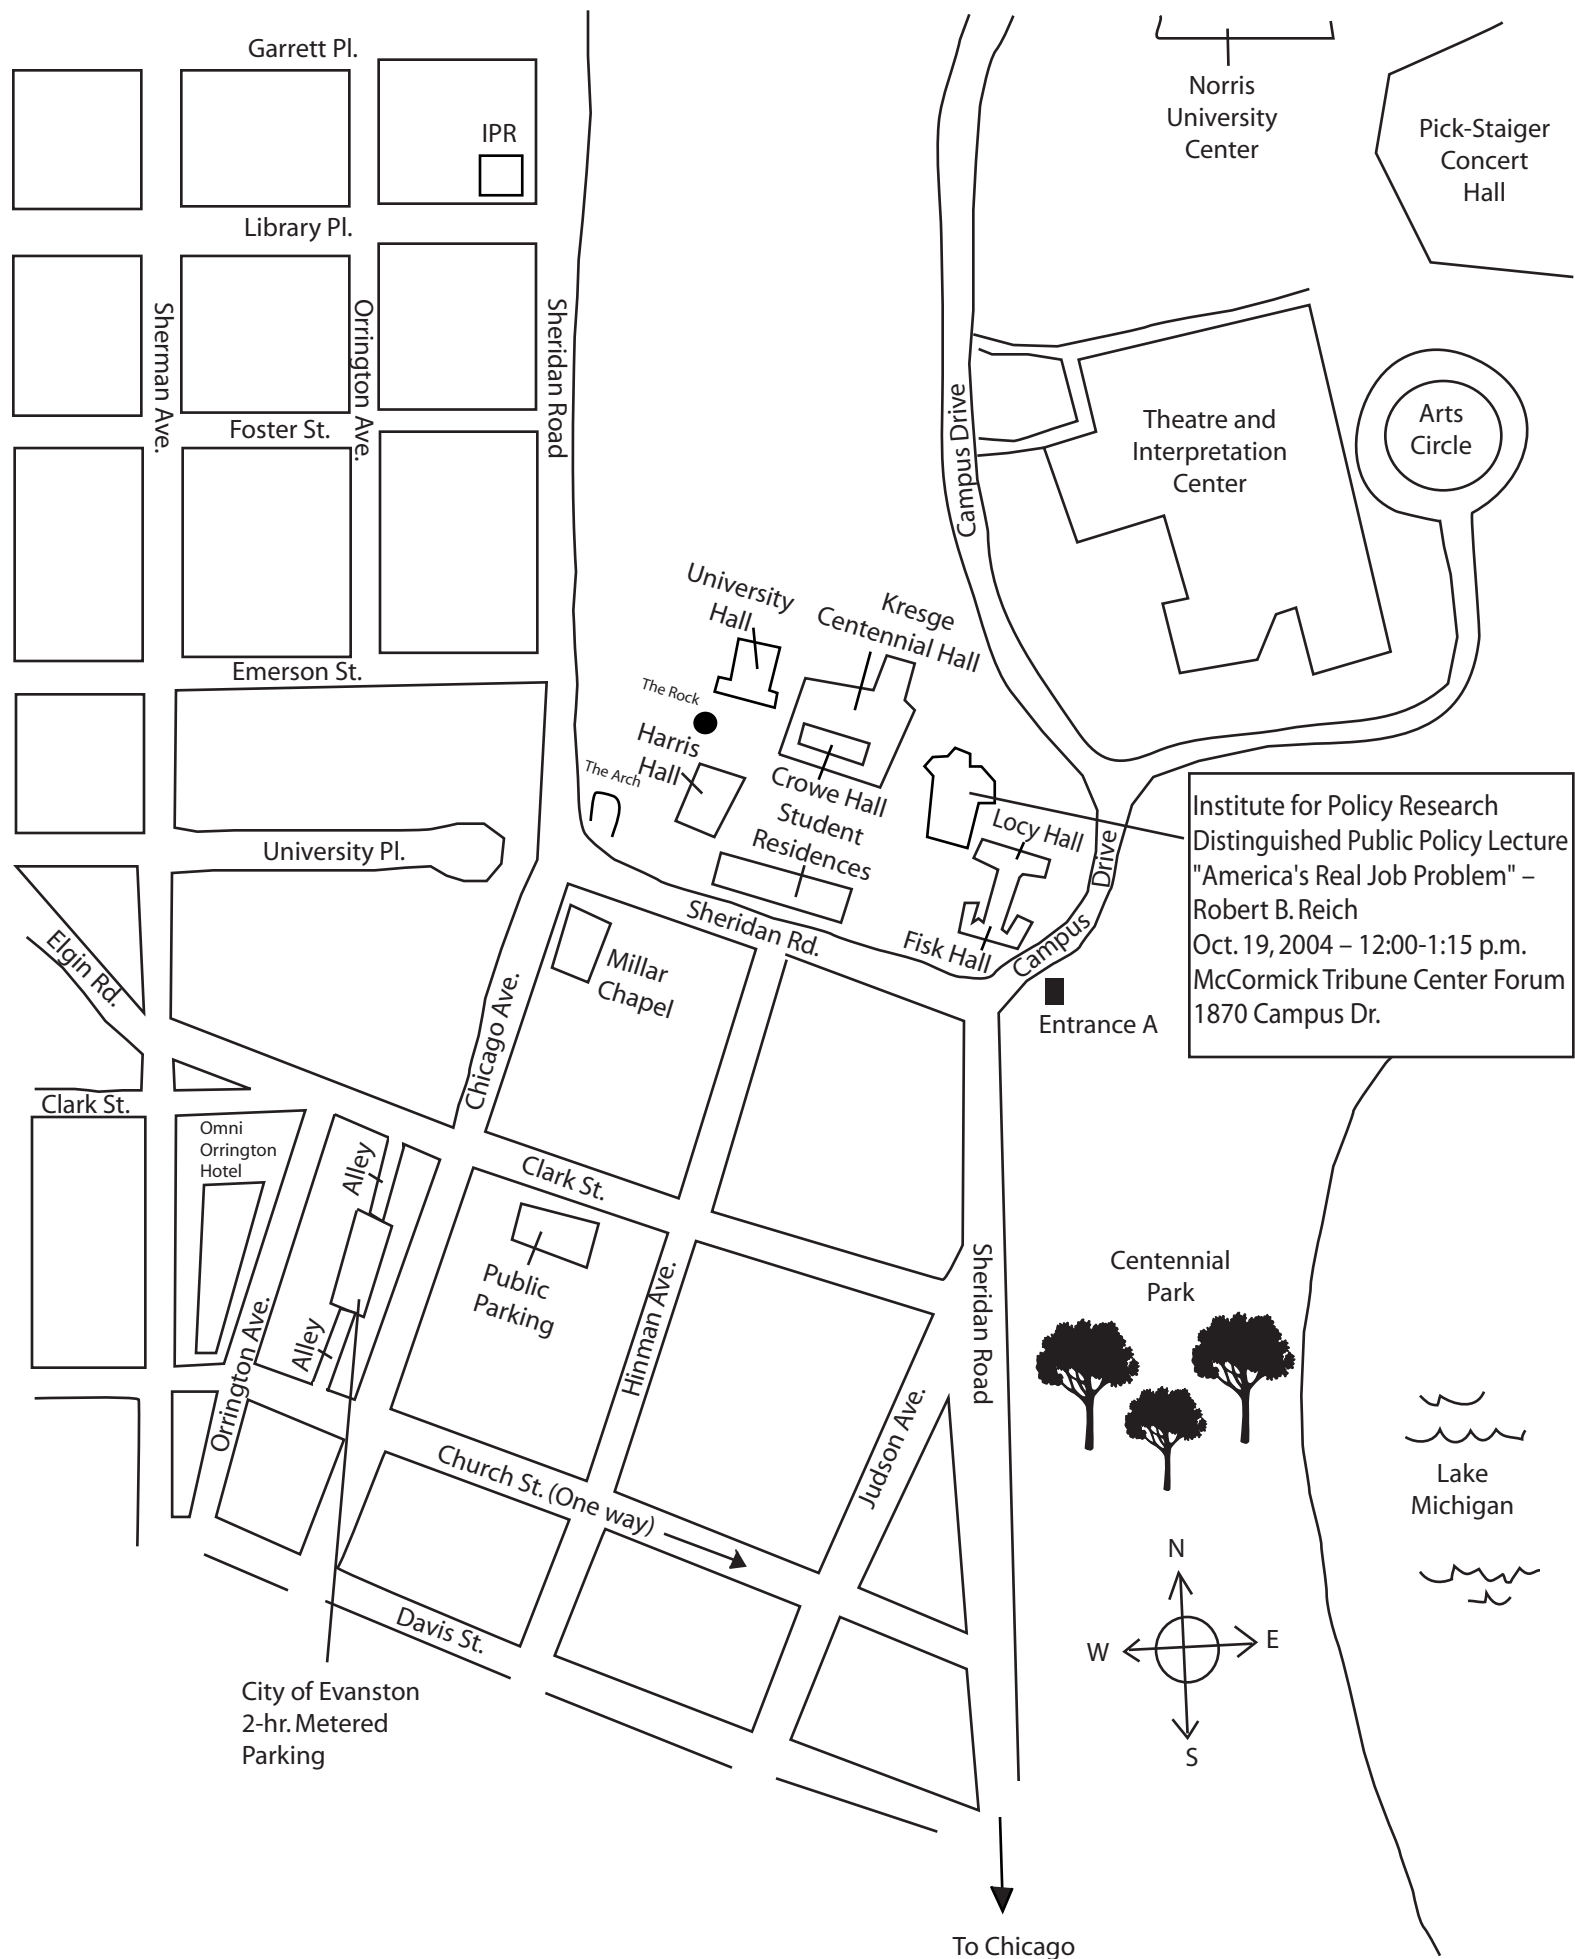 Garrett Pl.
IPR
Library Pl.
Norris
University
Center
Pick-Staiger
Concert
Hall
Sherman Ave.
Orrington Ave.
Sheridan Road
Foster St.
Campus Drive
Theatre and
Interpretation
Center
Arts
Circle
University
Hall
Kresge
Centennial Hall
Emerson St.
The Rock
Harris
Hall
The Arch
Crowe Hall
Student
Residences
Locy Hall
Institute for Policy Research
Distinguished Public Policy Lecture
"America's Real Job Problem" –
Robert B. Reich
Oct. 19, 2004 – 12:00-1:15 p.m.
McCormick Tribune Center Forum
1870 Campus Dr.
University Pl.
Sheridan Rd.
Fisk Hall
Campus
Drive
Elgin Rd.
Millar
Chapel
Chicago Ave.
Entrance A
Clark St.
Omni
Orrington
Hotel
Alley
Clark St.
Public
Parking
Alley
Orrington Ave.
Hinman Ave.
Sheridan Road
Centennial
Park
Judson Ave.
Church St. (One way)
Lake
Michigan
Davis St.
N
W
E
S
City of Evanston
2-hr. Metered
Parking
To Chicago